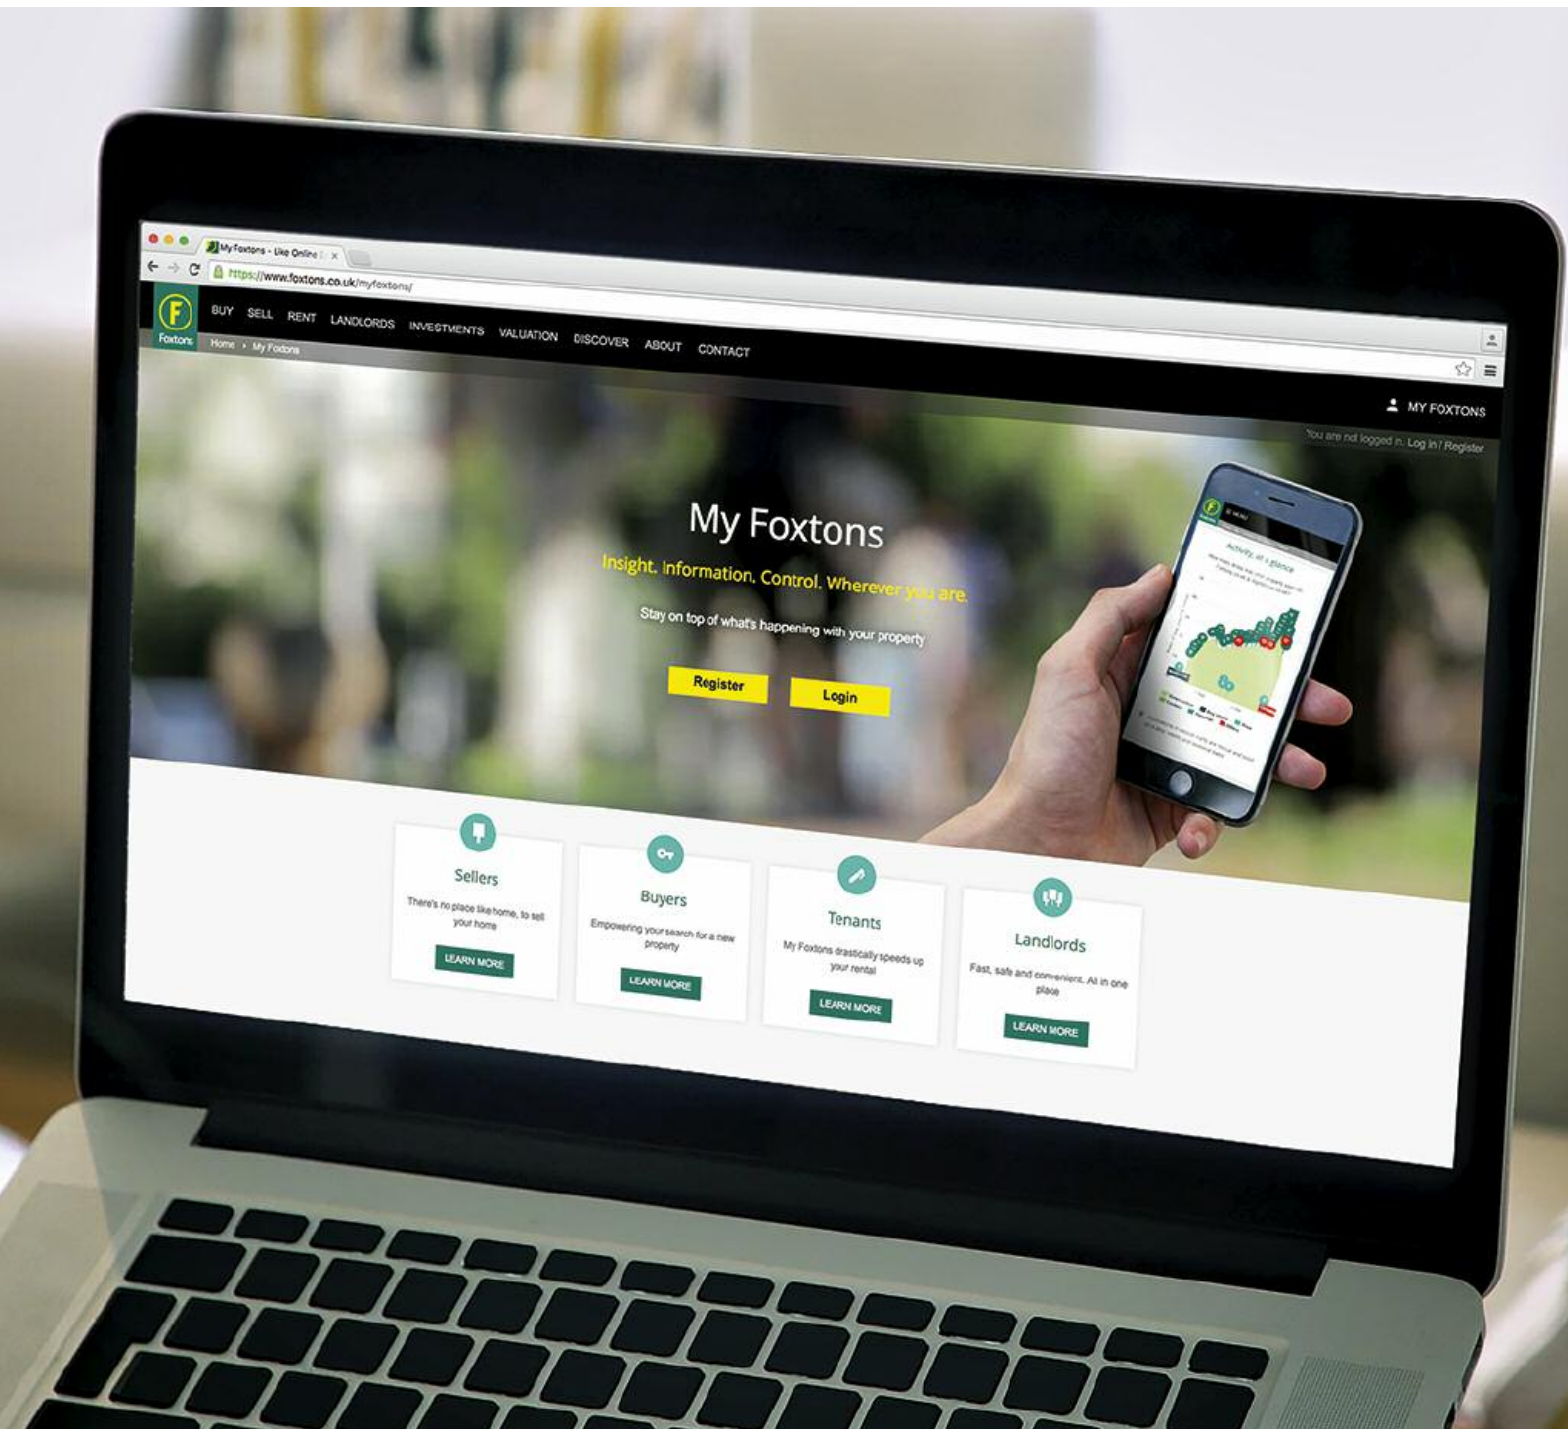 My Foxtons - Like Online
https://www.foxtons.co.uk/myfoxtons/
F
Foxtons
BUY SELL RENT LANDLORDS INVESTMENTS VALUATION DISCOVER ABOUT CONTACT
MY FOXTONS
Home › My Foxtons
You are not logged in. Log in / Register
My Foxtons
Insight. Information. Control. Wherever you are.
Stay on top of what's happening with your property
Register Login
F
MENU
Activity, at a glance
Sellers
There's no place like home, to sell
your home
LEARN MORE
Buyers
Empowering your search for a new
property
LEARN MORE
Tenants
My Foxtons drastically speeds up
your rental
LEARN MORE
Landlords
Fast, safe and convenient. All in one
place
LEARN MORE